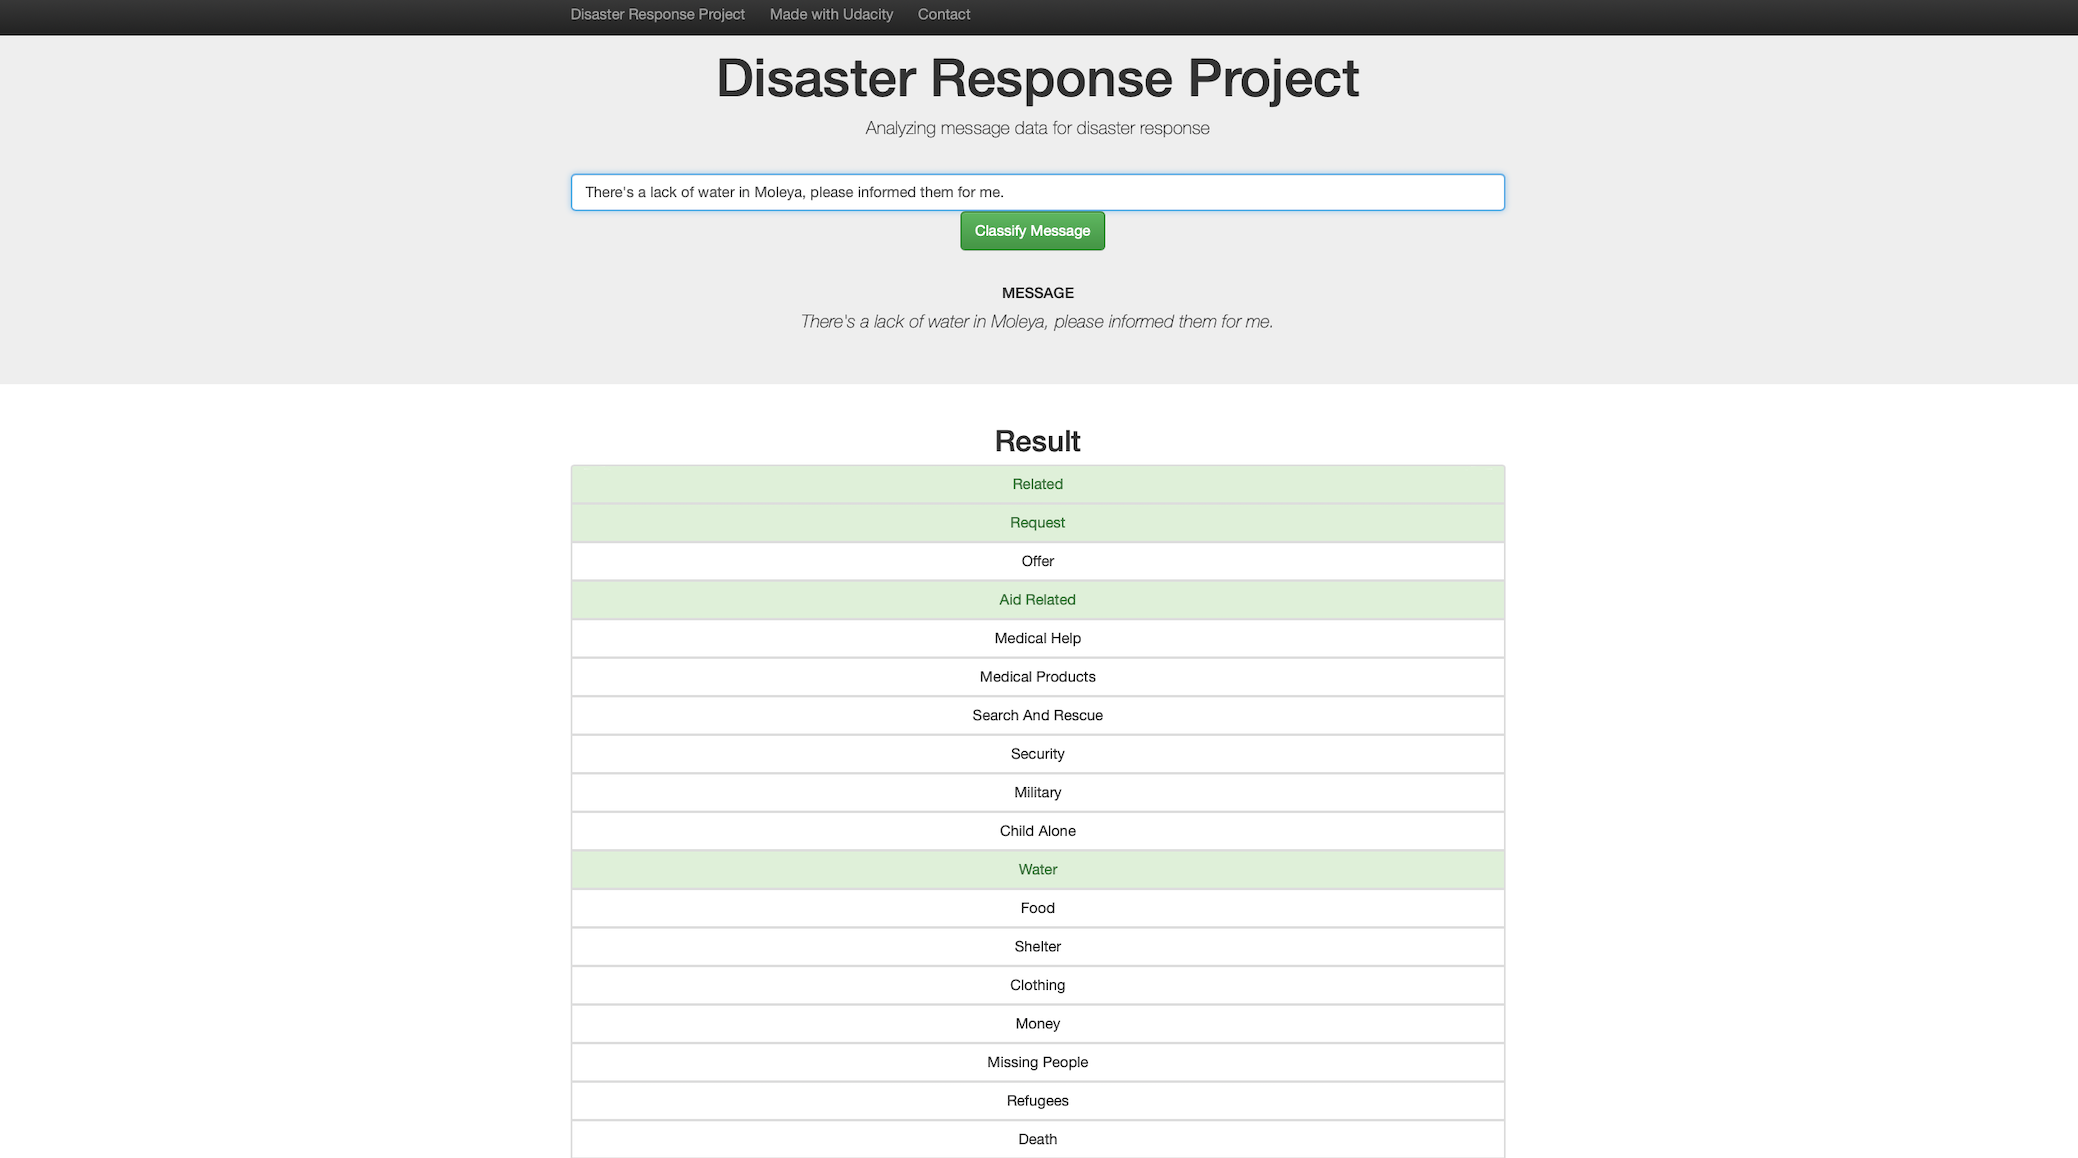 Disaster Response Project Made with Udacity Contact
Disaster Response Project
Analyzing message data for disaster response
There's a lack of water in Moleya, please informed them for me.
Classify Message
MESSAGE
There's a lack of water in Moleya, please informed them for me.
Result
Related
Request
Offer
Aid Related
Medical Help
Medical Products
Search And Rescue
Security
Military
Child Alone
Water
Food
Shelter
Clothing
Money
Missing People
Refugees
Death